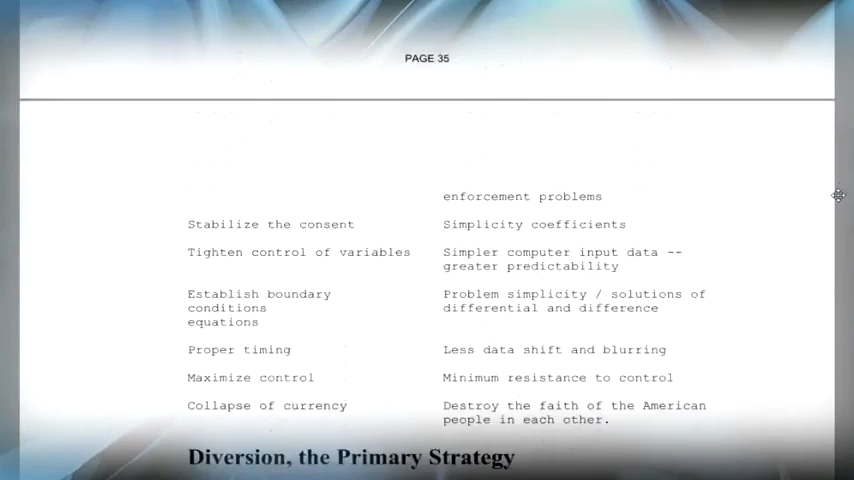 PAGE 35
enforcement problems
Stabilize the consent Simplicity coefficients
Tighten control of variables Simpler computer input data --
greater predictability
Establish boundary Problem simplicity / solutions of
conditions differential and difference
equations
Proper timing Less data shift and blurring
Maximize control Minimum resistance to control
Collapse of currency Destroy the faith of the American
people in each other.
Diversion, the Primary Strategy